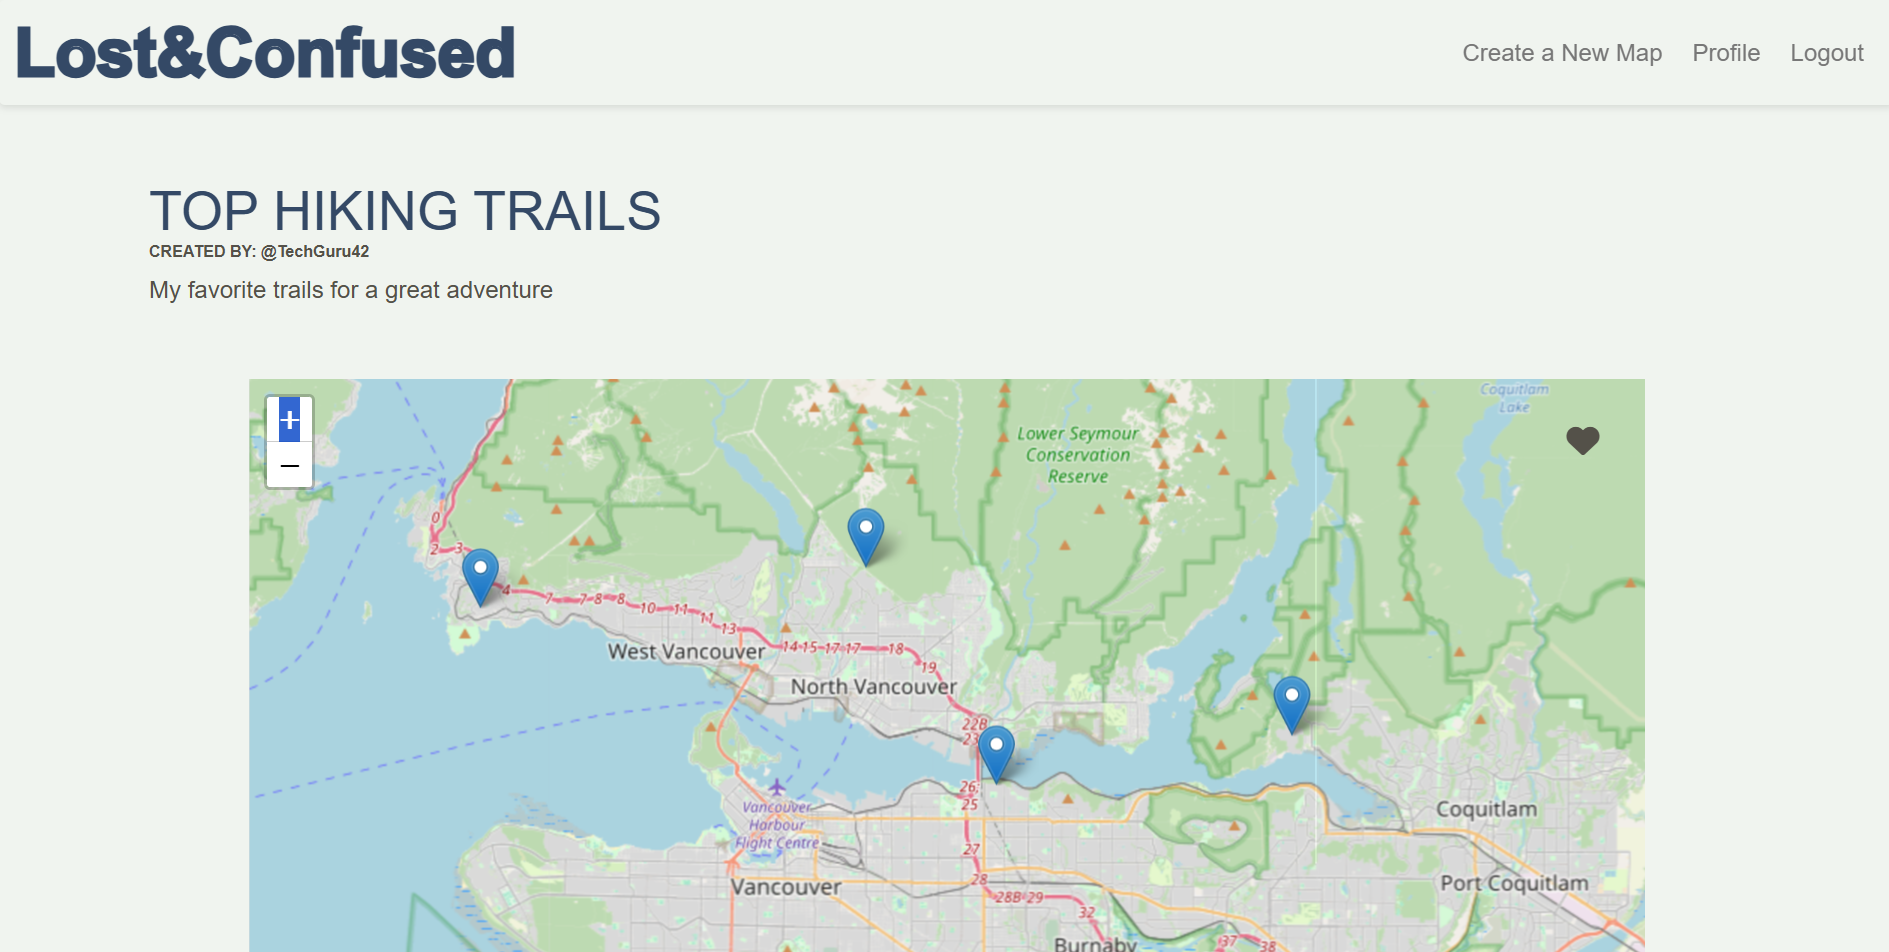 Lost&Confused
Create a New Map Profile Logout
TOP HIKING TRAILS
CREATED BY: @TechGuru42
My favorite trails for a great adventure
+
−
Coquitlam
Lake
Lower Seymour
Conservation
Reserve
0
2 3
4
7 7-8 8 10 11 11 13
14 15 17 17 18 19
West Vancouver
North Vancouver
22B
23
26
25
Vancouver
Harbour
Flight Centre
Coquitlam
27
28
28B 29
32
Vancouver
Port Coquitlam
37 38
Burnaby